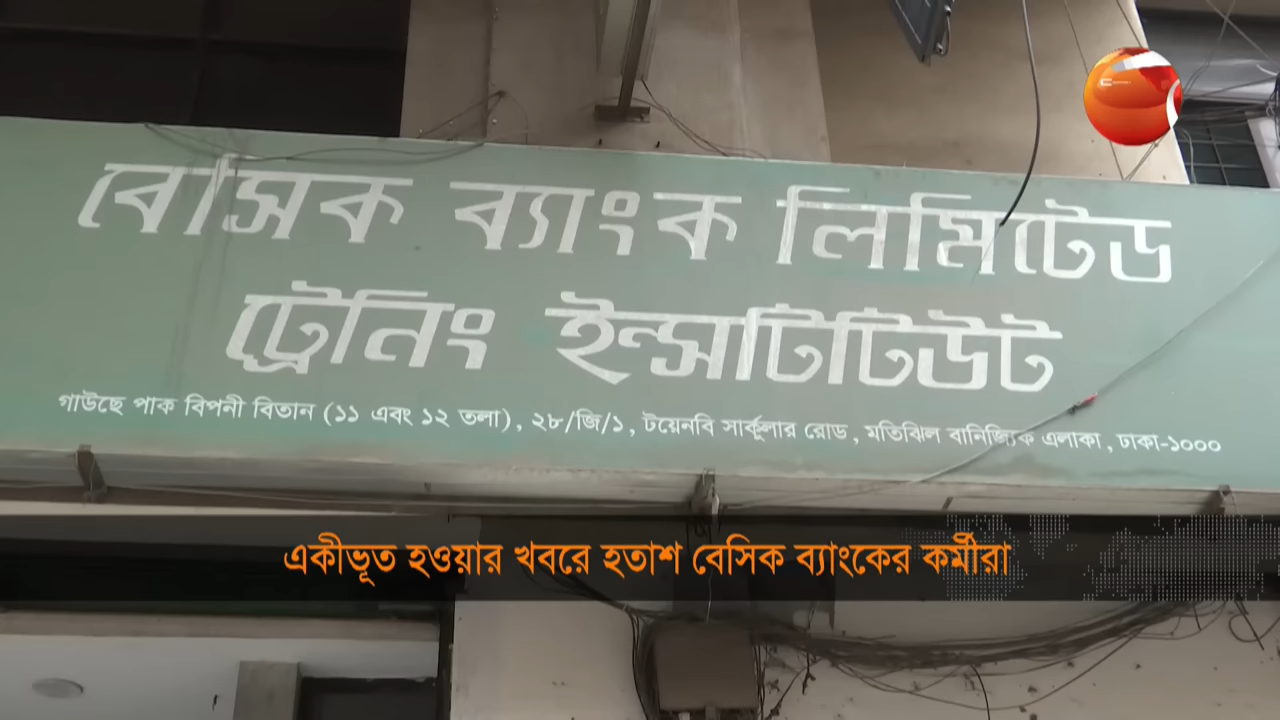 বেসিক ব্যাংক লিমিটেড
ট্রেনিং ইন্সটিটিউট
গাউছে পাক বিপনী বিতান (১১ এবং ১২ তলা), ২৮/জি/১, টয়েনবি সার্কুলার রোড, মতিঝিল বানিজ্যিক এলাকা, ঢাকা-১০০০
একীভূত হওয়ার খবরে হতাশ বেসিক ব্যাংকের কর্মীরা